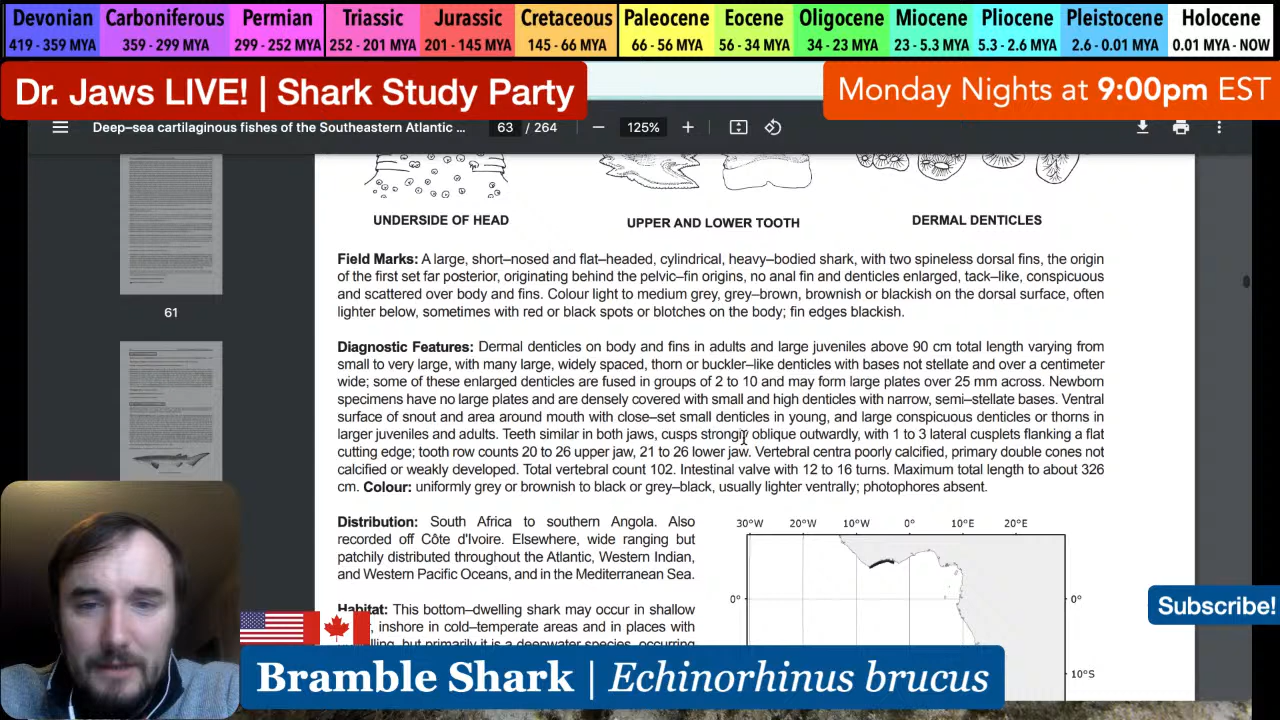 Devonian Carboniferous Permian Triassic Jurassic Cretaceous Paleocene Eocene Oligocene Miocene Pliocene Pleistocene Holocene
419 - 359 MYA 359 - 299 MYA 299 - 252 MYA 252 - 201 MYA 201 - 145 MYA 145 - 66 MYA 66 - 56 MYA 56 - 34 MYA 34 - 23 MYA 23 - 5.3 MYA 5.3 - 2.6 MYA 2.6 - 0.01 MYA 0.01 MYA - NOW
Dr. Jaws LIVE! | Shark Study Party
Monday Nights at 9:00pm EST
Deep–sea cartilaginous fishes of the Southeastern Atlantic ... 63 / 264 125%
UNDERSIDE OF HEAD UPPER AND LOWER TOOTH DERMAL DENTICLES
Field Marks: A large, short–nosed and flat–headed, cylindrical, heavy–bodied shark, with two spineless dorsal fins, the origin
of the first set far posterior, originating behind the pelvic–fin origins, no anal fin and denticles enlarged, tack–like, conspicuous
and scattered over body and fins. Colour light to medium grey, grey–brown, brownish or blackish on the dorsal surface, often
lighter below, sometimes with red or black spots or blotches on the body; fin edges blackish.
61
Diagnostic Features: Dermal denticles on body and fins in adults and large juveniles above 90 cm total length varying from
small to very large, with many large, widely spaced, thorn or buckler–like denticles with bases not stellate and over a centimeter
wide; some of these enlarged denticles are fused in groups of 2 to 10 and may form large plates over 25 mm across. Newborn
specimens have no large plates and are densely covered with small and high denticles with narrow, semi–stellate bases. Ventral
surface of snout and area around mouth with close–set small denticles in young, and large conspicuous denticles or thorns in
larger juveniles and adults. Teeth similar in both jaws, cusps strongly oblique outwardly, with 1 to 3 lateral cusplets flanking a flat
cutting edge; tooth row counts 20 to 26 upper jaw, 21 to 26 lower jaw. Vertebral centra poorly calcified, primary double cones not
calcified or weakly developed. Total vertebral count 102. Intestinal valve with 12 to 16 turns. Maximum total length to about 326
cm. Colour: uniformly grey or brownish to black or grey–black, usually lighter ventrally; photophores absent.
Distribution: South Africa to southern Angola. Also
recorded off Côte d'Ivoire. Elsewhere, wide ranging but
patchily distributed throughout the Atlantic, Western Indian,
and Western Pacific Oceans, and in the Mediterranean Sea.
30°W 20°W 10°W 0° 10°E 20°E
0° 0°
10°S
Habitat: This bottom–dwelling shark may occur in shallow
inshore in cold–temperate areas and in places with
but primarily it is a deepwater species, occurring
Subscribe!
Bramble Shark | Echinorhinus brucus